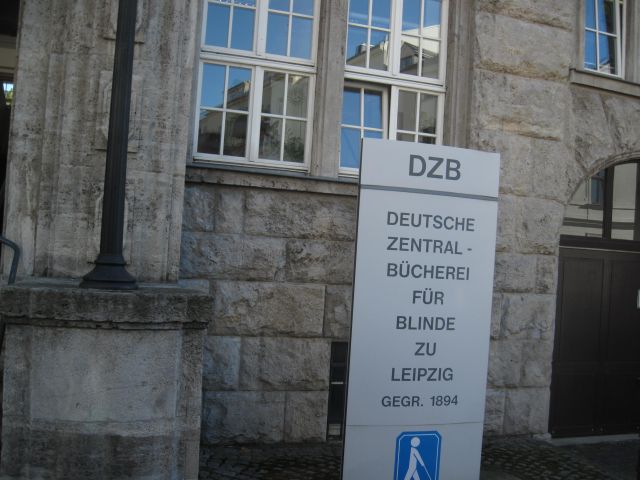 DZB
DEUTSCHE
ZENTRAL-
BÜCHEREI
FÜR
BLINDE
ZU
LEIPZIG
GEGR. 1894